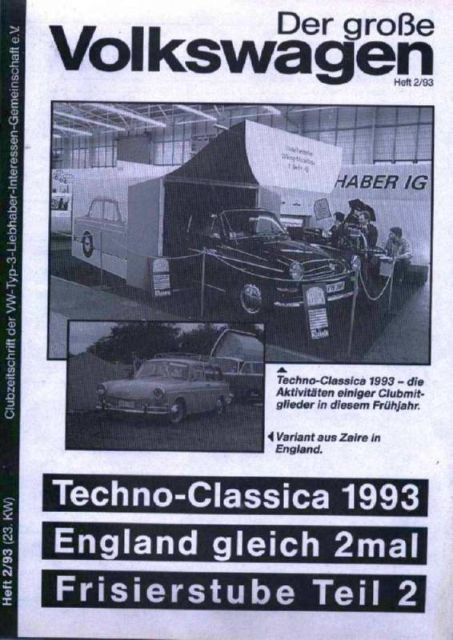 Der große
Volkswagen
Heft 2/93
Clubzeitschrift der VW-Typ-3-Liebhaber-Interessen-Gemeinschaft e.V.
Heft 2/93 (23. KW)
HABER IG
Techno-Classica 1993 – die
Aktivitäten einiger Clubmit-
glieder in diesem Frühjahr.
Variant aus Zaire in
England.
Techno-Classica 1993
England gleich 2mal
Frisierstube Teil 2